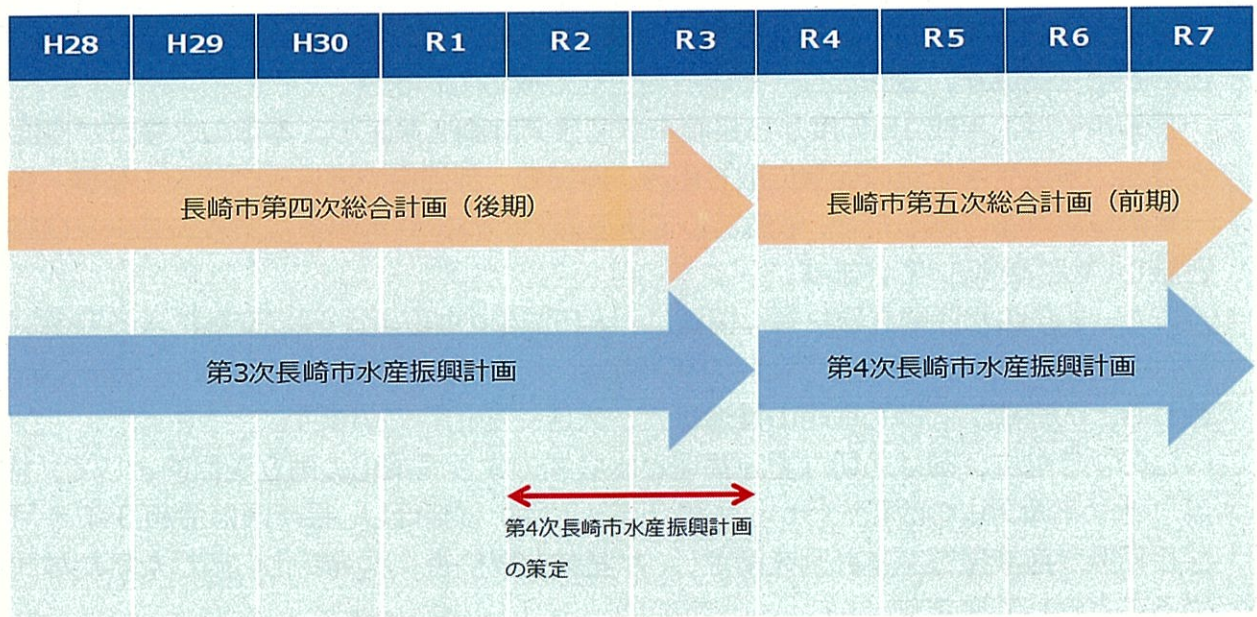 H28 H29 H30 R1 R2 R3 R4 R5 R6 R7
長崎市第四次総合計画（後期）
長崎市第五次総合計画（前期）
第3次長崎市水産振興計画
第4次長崎市水産振興計画
第4次長崎市水産振興計画
の策定